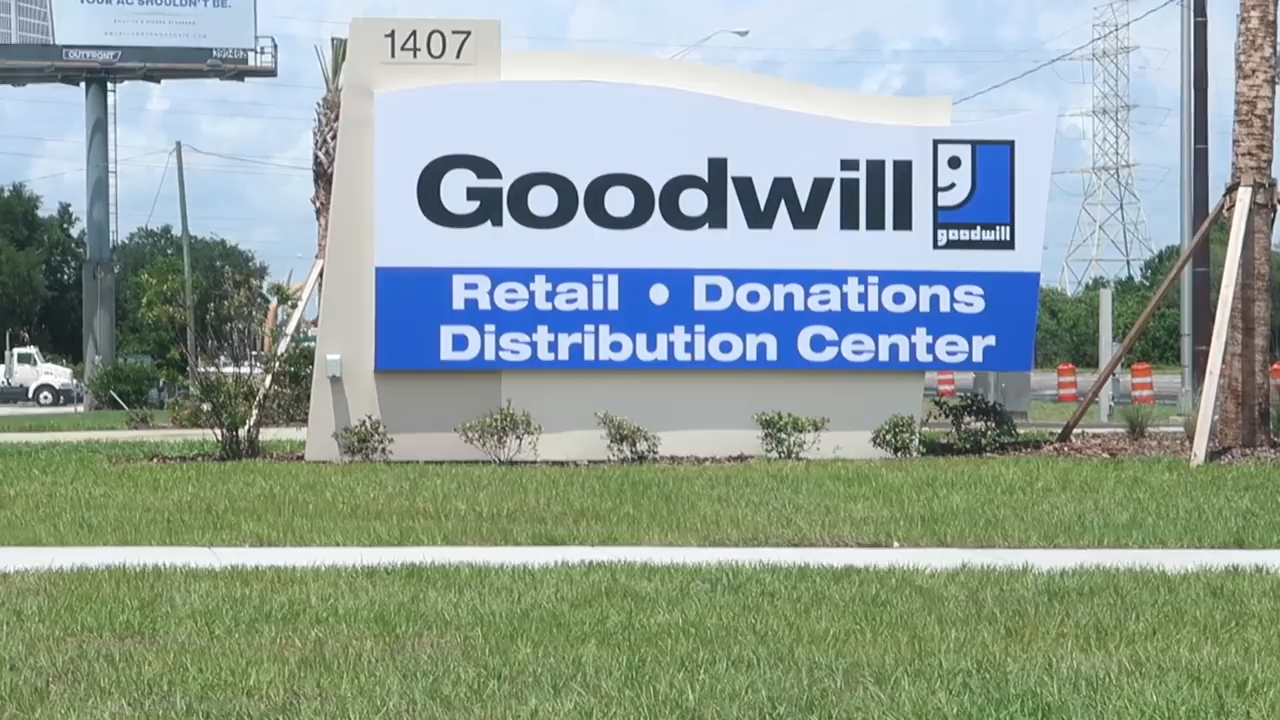 YOUR AC SHOULDN'T BE.
OUTFRONT
1407
Goodwill
goodwill
Retail • Donations
Distribution Center